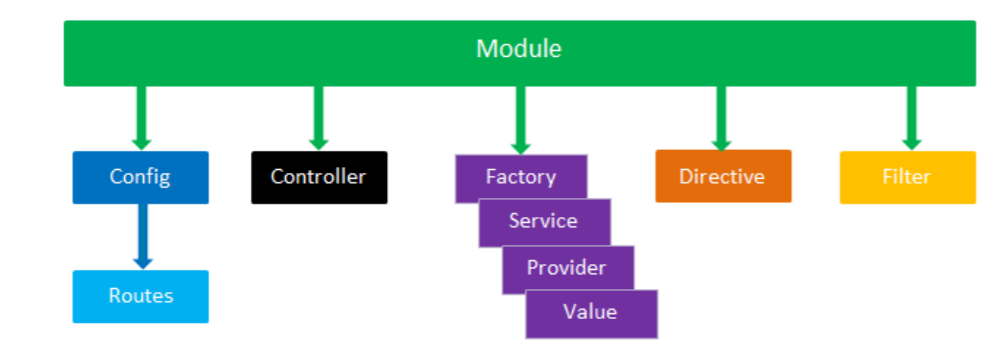 Module
Config
Controller
Factory
Directive
Filter
Service
Provider
Routes
Value